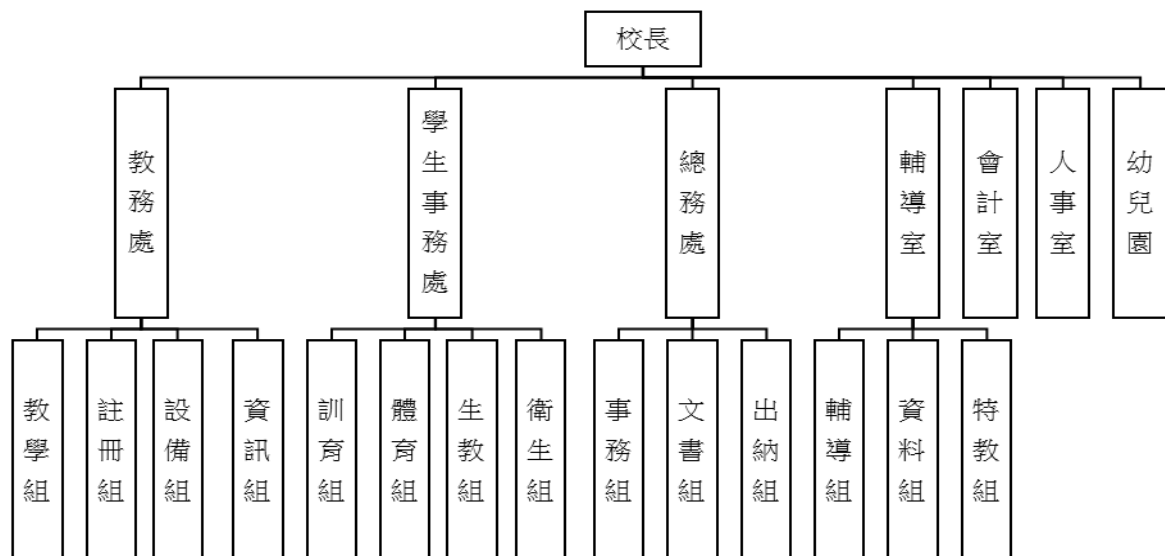 校長
教務處
學生事務處
總務處
輔導室
會計室
人事室
幼兒園
教學組
註冊組
設備組
資訊組
訓育組
體育組
生教組
衛生組
事務組
文書組
出納組
輔導組
資料組
特教組